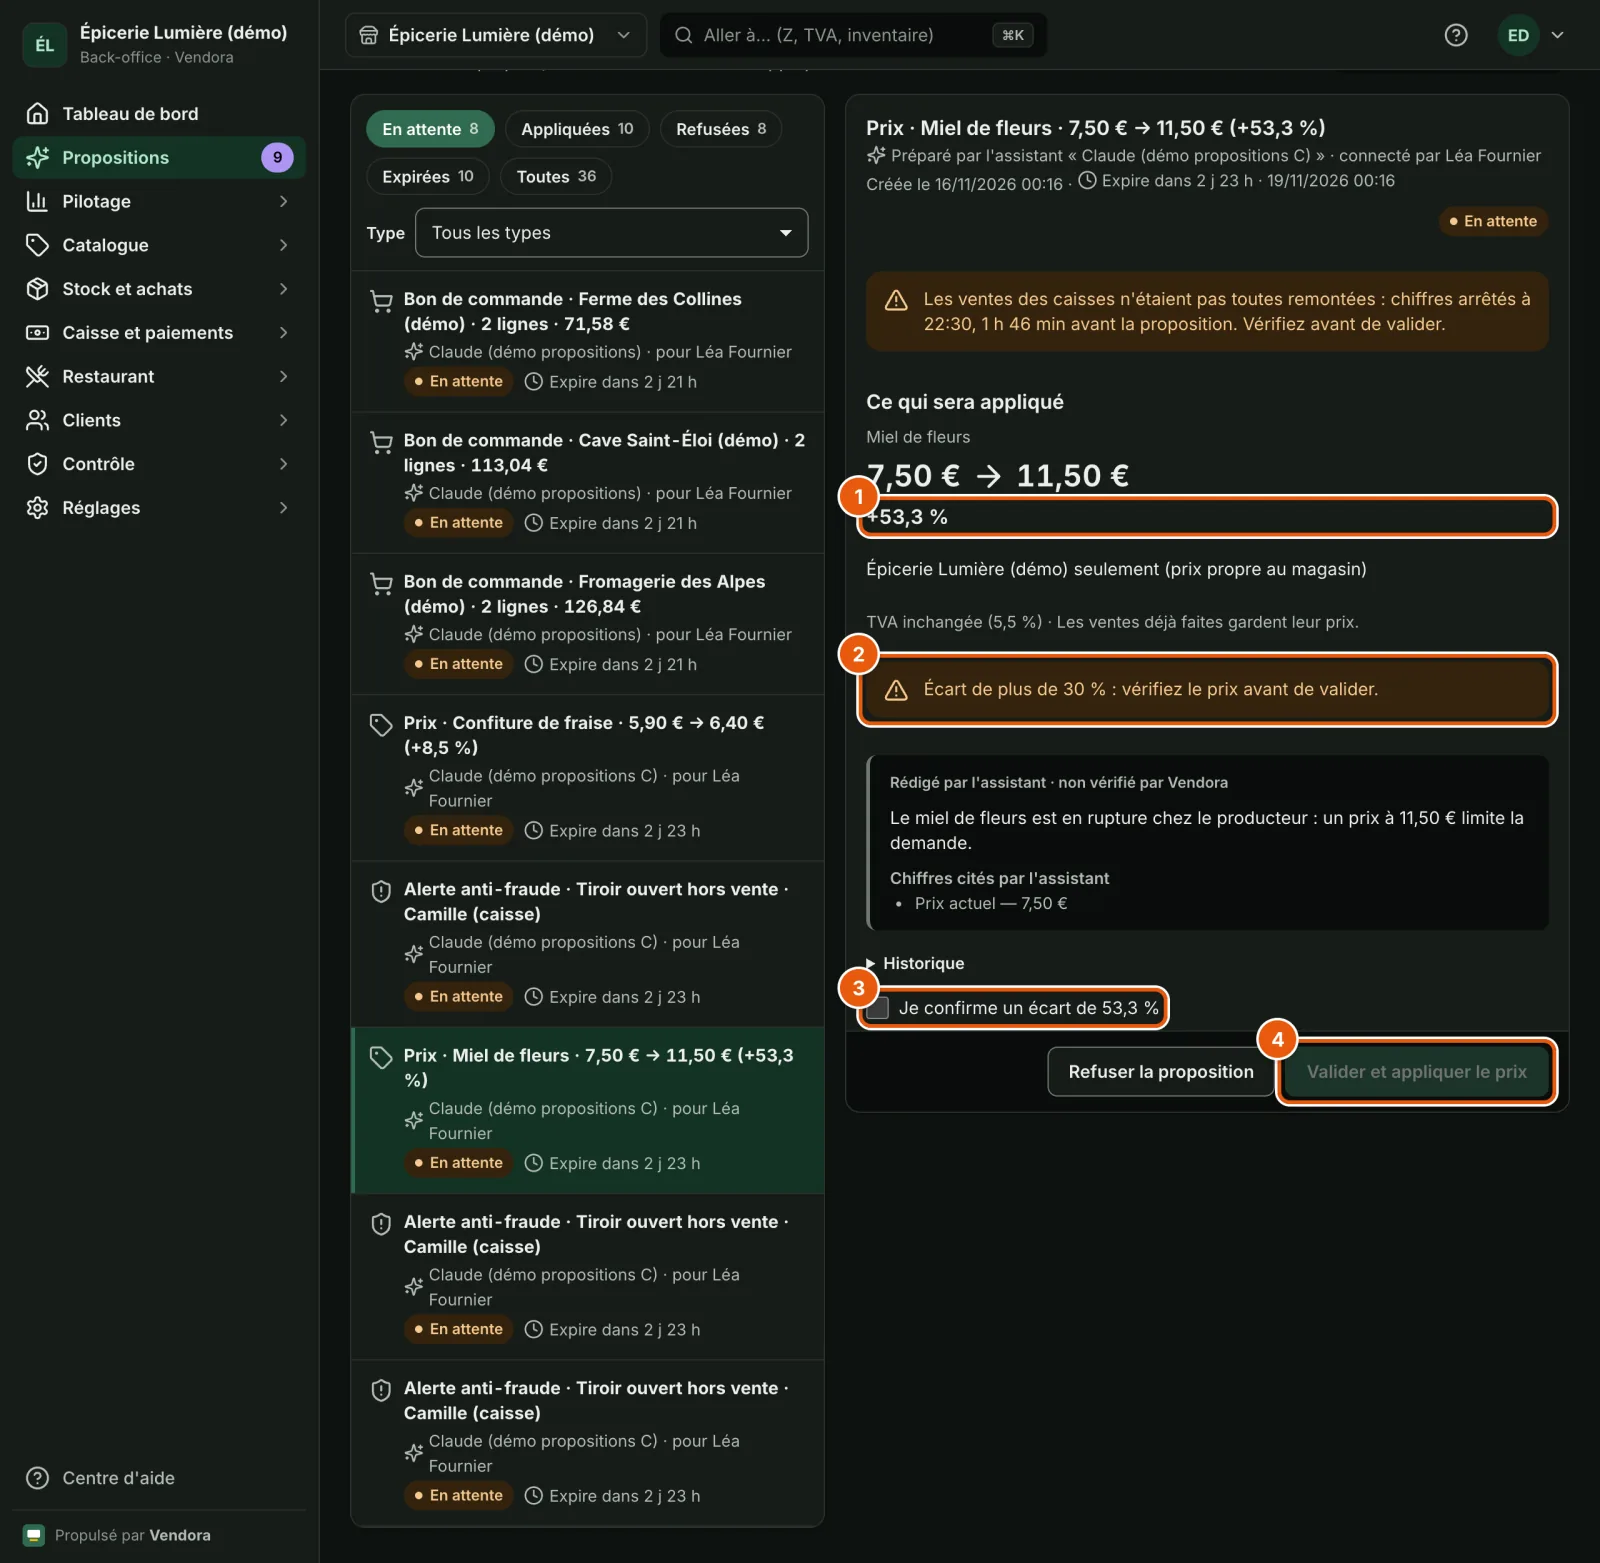 ÉL
Épicerie Lumière (démo)
Back-office · Vendora
Tableau de bord
Propositions 9
Pilotage
Catalogue
Stock et achats
Caisse et paiements
Restaurant
Clients
Contrôle
Réglages
Centre d'aide
Propulsé par Vendora
Épicerie Lumière (démo)
Aller à... (Z, TVA, inventaire) ⌘K
ED
En attente 8
Appliquées 10
Refusées 8
Expirées 10
Toutes 36
Type
Tous les types
Bon de commande · Ferme des Collines
(démo) · 2 lignes · 71,58 €
Claude (démo propositions) · pour Léa Fournier
En attente
Expire dans 2 j 21 h
Bon de commande · Cave Saint-Éloi (démo) · 2
lignes · 113,04 €
Claude (démo propositions) · pour Léa Fournier
En attente
Expire dans 2 j 21 h
Bon de commande · Fromagerie des Alpes
(démo) · 2 lignes · 126,84 €
Claude (démo propositions) · pour Léa Fournier
En attente
Expire dans 2 j 21 h
Prix · Confiture de fraise · 5,90 € → 6,40 €
(+8,5 %)
Claude (démo propositions C) · pour Léa
Fournier
En attente
Expire dans 2 j 23 h
Alerte anti-fraude · Tiroir ouvert hors vente ·
Camille (caisse)
Claude (démo propositions C) · pour Léa
Fournier
En attente
Expire dans 2 j 23 h
Prix · Miel de fleurs · 7,50 € → 11,50 € (+53,3
%)
Claude (démo propositions C) · pour Léa
Fournier
En attente
Expire dans 2 j 23 h
Alerte anti-fraude · Tiroir ouvert hors vente ·
Camille (caisse)
Claude (démo propositions C) · pour Léa
Fournier
En attente
Expire dans 2 j 23 h
Alerte anti-fraude · Tiroir ouvert hors vente ·
Camille (caisse)
Claude (démo propositions C) · pour Léa
Fournier
En attente
Expire dans 2 j 23 h
Prix · Miel de fleurs · 7,50 € → 11,50 € (+53,3 %)
Préparé par l'assistant « Claude (démo propositions C) » · connecté par Léa Fournier
Créée le 16/11/2026 00:16 · Expire dans 2 j 23 h · 19/11/2026 00:16
En attente
Les ventes des caisses n'étaient pas toutes remontées : chiffres arrêtés à
22:30, 1 h 46 min avant la proposition. Vérifiez avant de valider.
Ce qui sera appliqué
Miel de fleurs
7,50 € → 11,50 €
1
+53,3 %
Épicerie Lumière (démo) seulement (prix propre au magasin)
TVA inchangée (5,5 %) · Les ventes déjà faites gardent leur prix.
2
Écart de plus de 30 % : vérifiez le prix avant de valider.
Rédigé par l'assistant · non vérifié par Vendora
Le miel de fleurs est en rupture chez le producteur : un prix à 11,50 € limite la
demande.
Chiffres cités par l'assistant
• Prix actuel — 7,50 €
Historique
3
Je confirme un écart de 53,3 %
4
Refuser la proposition
Valider et appliquer le prix